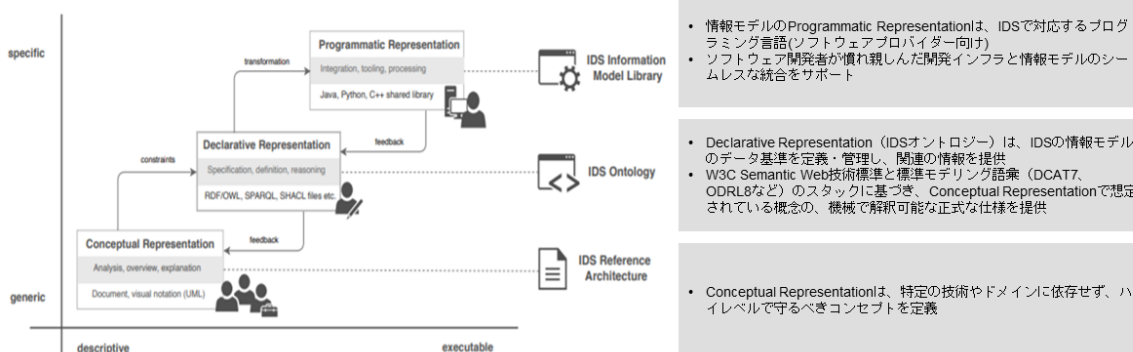 specific
Programmatic Representation
Integration, tooling, processing
Java, Python, C++ shared library
transformation
IDS Information
Model Library
feedback
Declarative Representation
Specification, definition, reasoning
RDF/OWL, SPARQL, SHACL files etc.
constraints
IDS Ontology
feedback
Conceptual Representation
Analysis, overview, explanation
Document, visual notation (UML)
IDS Reference
Architecture
generic
descriptive
executable
• 情報モデルのProgrammatic Representationは、IDSで対応するプログ
ラミング言語(ソフトウェアプロバイダー向け)
• ソフトウェア開発者が慣れ親しんだ開発インフラと情報モデルのシー
ムレスな統合をサポート
• Declarative Representation（IDSオントロジー）は、IDSの情報モデル
のデータ基準を定義・管理し、関連の情報を提供
• W3C Semantic Web技術標準と標準モデリング語彙（DCAT7、
ODRL8など）のスタックに基づき、Conceptual Representationで想定
されている概念の、機械で解釈可能な正式な仕様を提供
• Conceptual Representationは、特定の技術やドメインに依存せず、ハ
イレベルで守るべきコンセプトを定義